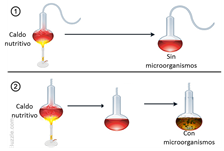 1
Caldo
nutritivo
Sin
microorganismos
2
Caldo
nutritivo
Con
microorganismos